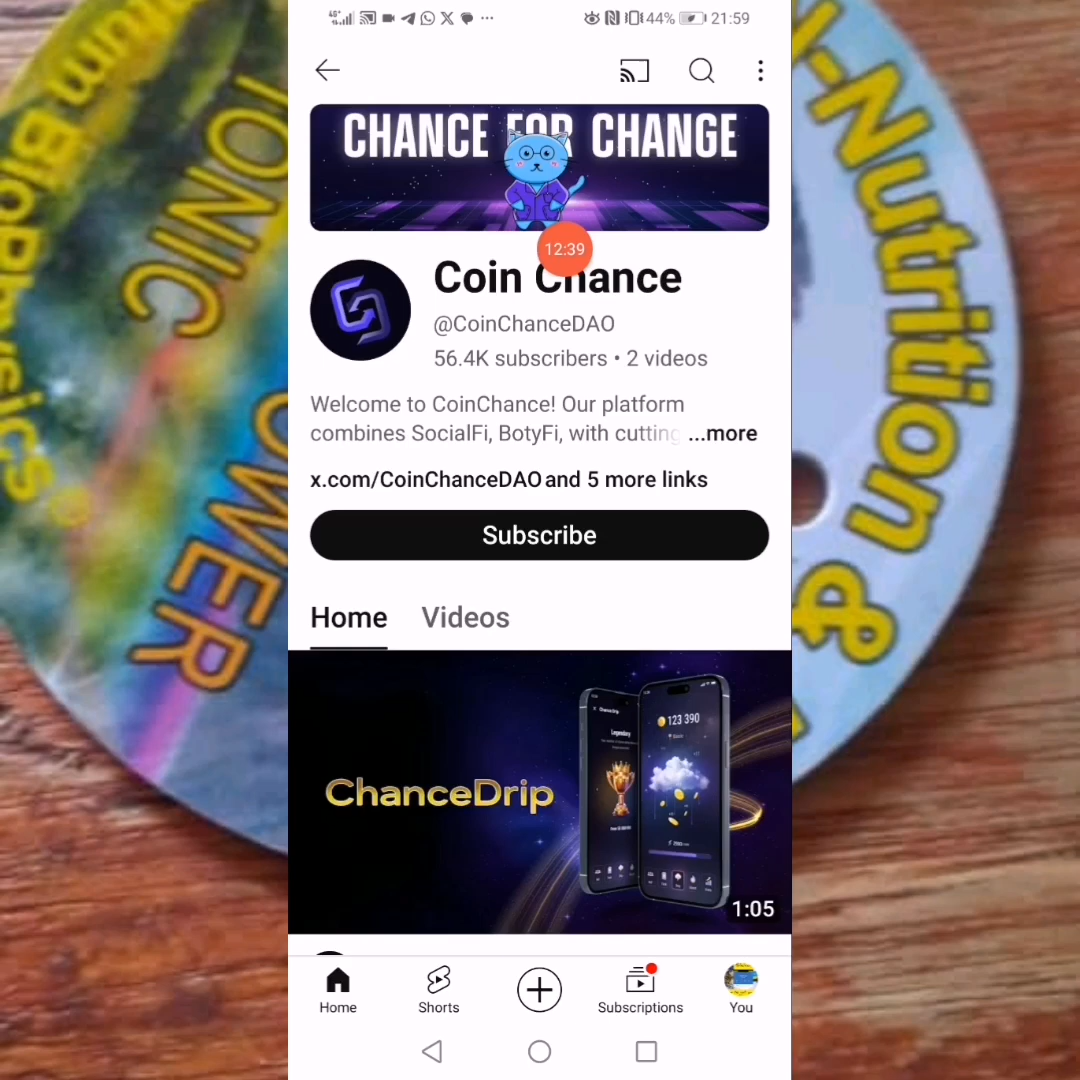 4G+
44%
21:59
CHANCE FOR CHANGE
12:39
Coin Chance
@CoinChanceDAO
56.4K subscribers • 2 videos
Welcome to CoinChance! Our platform
combines SocialFi, BotyFi, with cutting ...more
x.com/CoinChanceDAO and 5 more links
Subscribe
Home Videos
ChanceDrip
Legendary
123 390
1:05
Home
Shorts
Subscriptions
You
TONIC
-Nutrition &